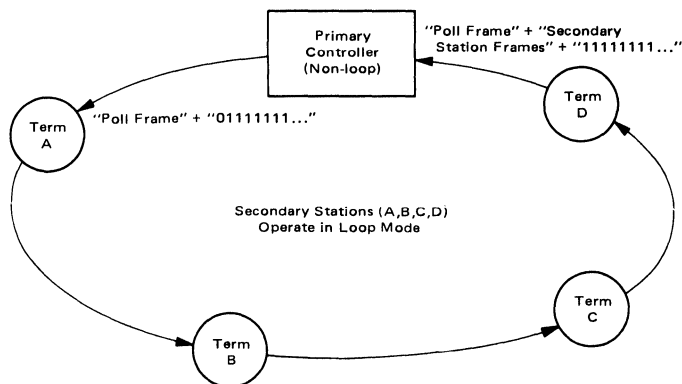 Primary
Controller
(Non-loop)
"Poll Frame" + "Secondary
Station Frames" + "11111111..."
Term
D
"Poll Frame" + "01111111..."
Term
A
Secondary Stations (A,B,C,D)
Operate in Loop Mode
Term
C
Term
B